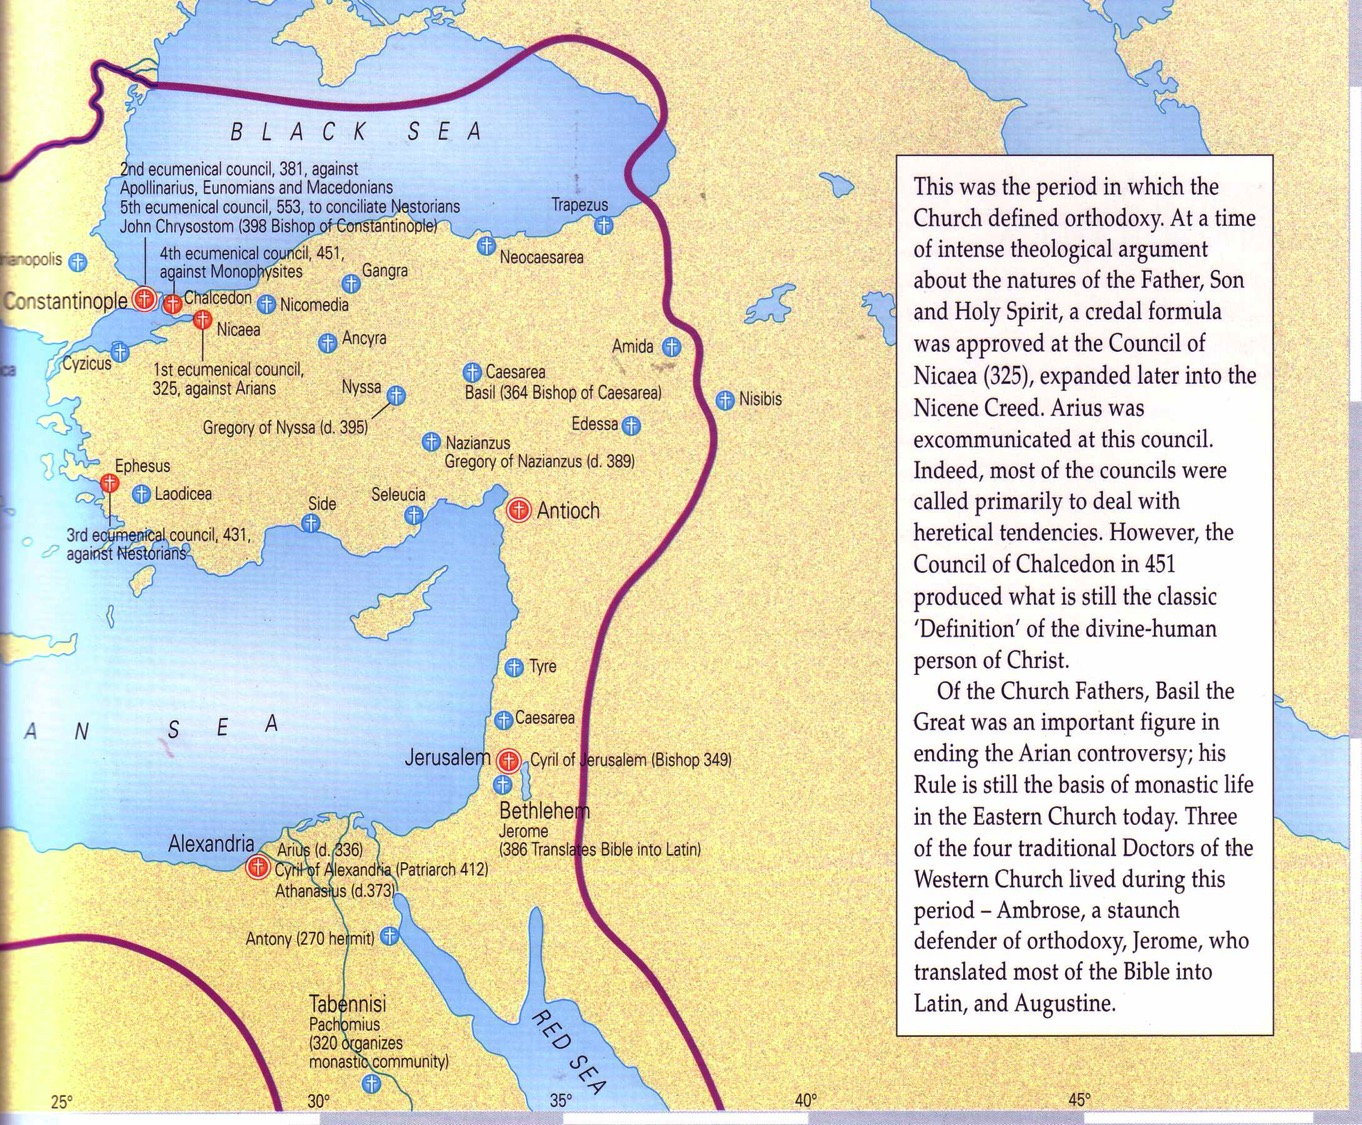 BLACK SEA
2nd ecumenical council, 381, against
Apollinarius, Eunomians and Macedonians
5th ecumenical council, 553, to conciliate Nestorians
John Chrysostom (398 Bishop of Constantinople)
4th ecumenical council, 451,
against Monophysites
Trapezus
Neocaesarea
Gangra
Constantinople
Chalcedon
Nicomedia
Nicaea
Ancyra
Amida
Cyzicus
1st ecumenical council,
325, against Arians
Caesarea
Basil (364 Bishop of Caesarea)
Nyssa
Nisibis
Gregory of Nyssa (d. 395)
Edessa
Nazianzus
Gregory of Nazianzus (d. 389)
Ephesus
Laodicea
Seleucia
Side
Antioch
3rd ecumenical council, 431,
against Nestorians
Tyre
Caesarea
AN SEA
Jerusalem
Cyril of Jerusalem (Bishop 349)
Bethlehem
Jerome
(386 Translates Bible into Latin)
Alexandria
Arius (d. 336)
Cyril of Alexandria (Patriarch 412)
Athanasius (d.373)
Antony (270 hermit)
Tabennisi
Pachomius
(320 organizes
monastic community)
RED SEA
25°
30°
35°
40°
45°
This was the period in which the
Church defined orthodoxy. At a time
of intense theological argument
about the natures of the Father, Son
and Holy Spirit, a credal formula
was approved at the Council of
Nicaea (325), expanded later into the
Nicene Creed. Arius was
excommunicated at this council.
Indeed, most of the councils were
called primarily to deal with
heretical tendencies. However, the
Council of Chalcedon in 451
produced what is still the classic
‘Definition’ of the divine-human
person of Christ.
Of the Church Fathers, Basil the
Great was an important figure in
ending the Arian controversy; his
Rule is still the basis of monastic life
in the Eastern Church today. Three
of the four traditional Doctors of the
Western Church lived during this
period – Ambrose, a staunch
defender of orthodoxy, Jerome, who
translated most of the Bible into
Latin, and Augustine.